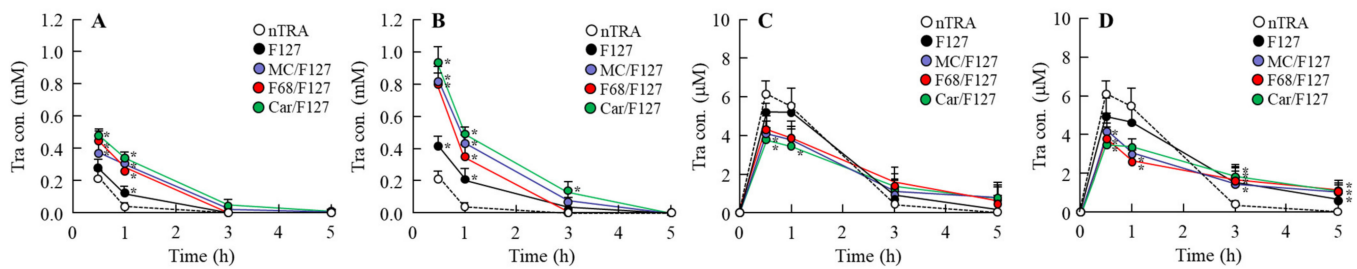 A
Tra con. (mM)
1.2
1.0
0.8
0.6
0.4
0.2
0.0
nTRA
F127
MC/F127
F68/F127
Car/F127
* * * * * * *
0 1 2 3 4 5
Time (h)
B
Tra con. (mM)
1.2
1.0
0.8
0.6
0.4
0.2
0.0
nTRA
F127
MC/F127
F68/F127
Car/F127
* * * * * * * * *
0 1 2 3 4 5
Time (h)
C
Tra con. (µM)
10
8
6
4
2
0
nTRA
F127
MC/F127
F68/F127
Car/F127
* * *
0 1 2 3 4 5
Time (h)
D
Tra con. (µM)
10
8
6
4
2
0
nTRA
F127
MC/F127
F68/F127
Car/F127
* * * * * * * * * * *
0 1 2 3 4 5
Time (h)